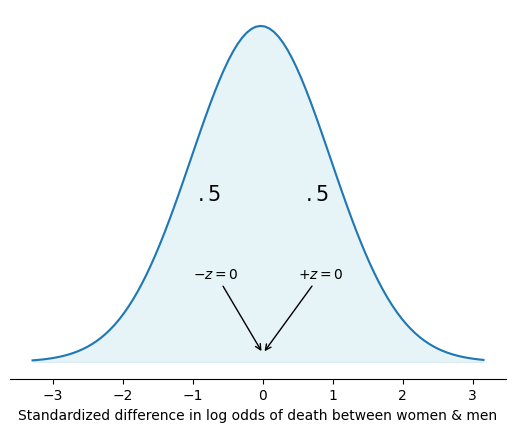 .5 .5
−z = 0 +z = 0
−3 −2 −1 0 1 2 3
Standardized difference in log odds of death between women & men